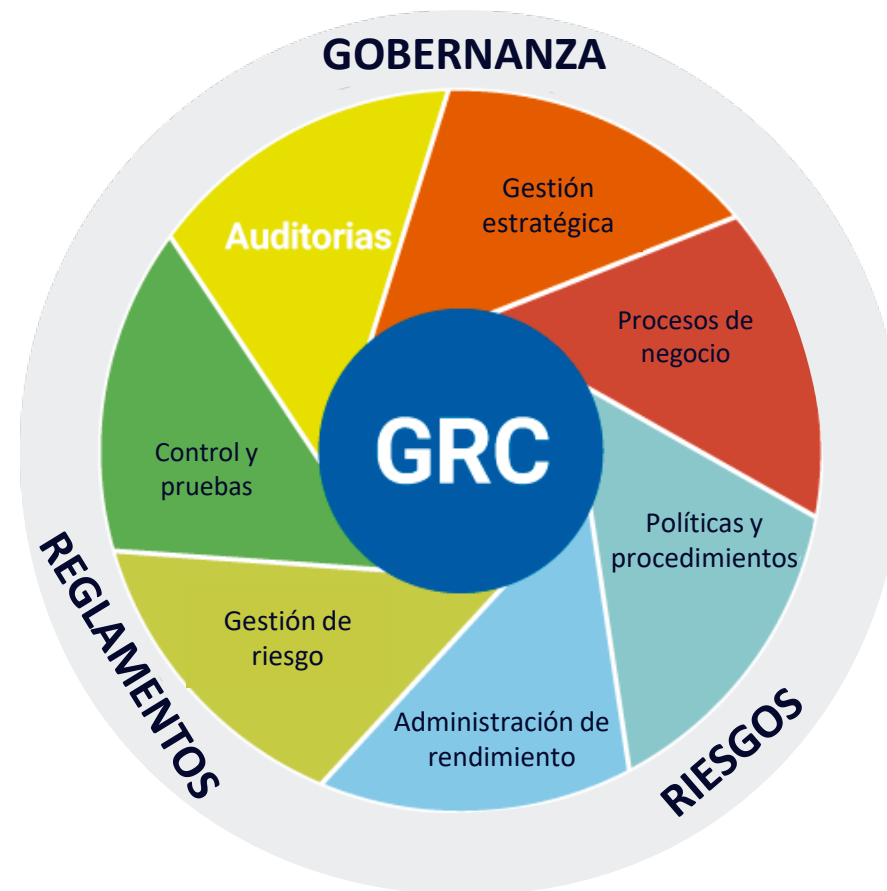 GOBERNANZA
Gestión
estratégica
Auditorias
Procesos de
negocio
GRC
Control y
pruebas
Políticas y
procedimientos
Gestión de
riesgo
Administración de
rendimiento
REGLAMENTOS
RIESGOS